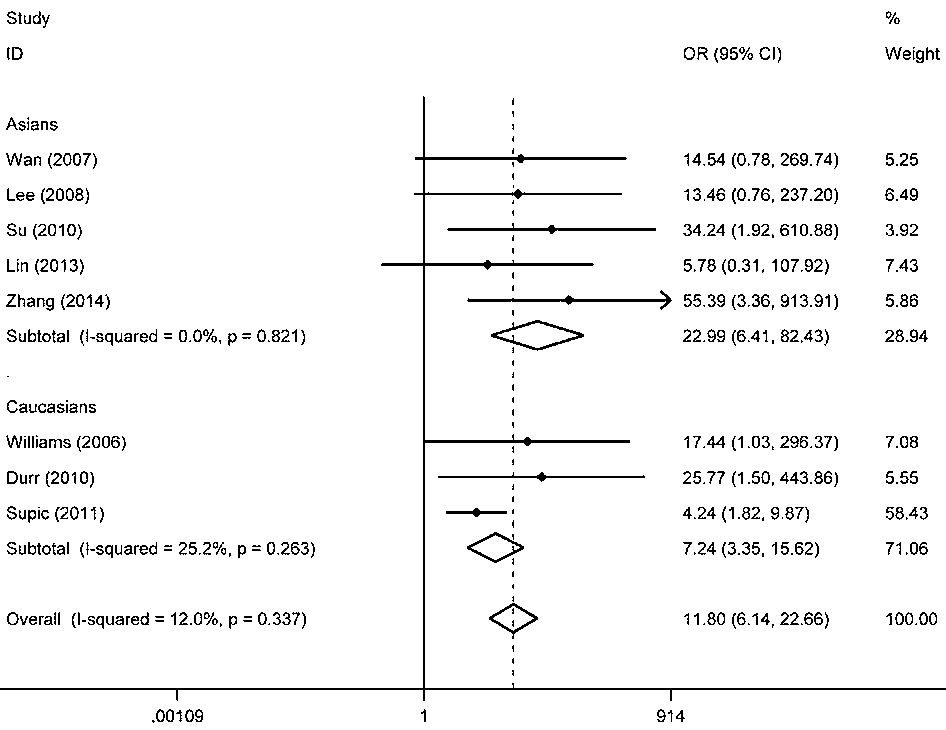 Study %
ID OR (95% CI) Weight
Asians
Wan (2007) 14.54 (0.78, 269.74) 5.25
Lee (2008) 13.46 (0.76, 237.20) 6.49
Su (2010) 34.24 (1.92, 610.88) 3.92
Lin (2013) 5.78 (0.31, 107.92) 7.43
Zhang (2014) 55.39 (3.36, 913.91) 5.86
Subtotal (I-squared = 0.0%, p = 0.821) 22.99 (6.41, 82.43) 28.94
.
Caucasians
Williams (2006) 17.44 (1.03, 296.37) 7.08
Durr (2010) 25.77 (1.50, 443.86) 5.55
Supic (2011) 4.24 (1.82, 9.87) 58.43
Subtotal (I-squared = 25.2%, p = 0.263) 7.24 (3.35, 15.62) 71.06
Overall (I-squared = 12.0%, p = 0.337) 11.80 (6.14, 22.66) 100.00
.00109 1 914